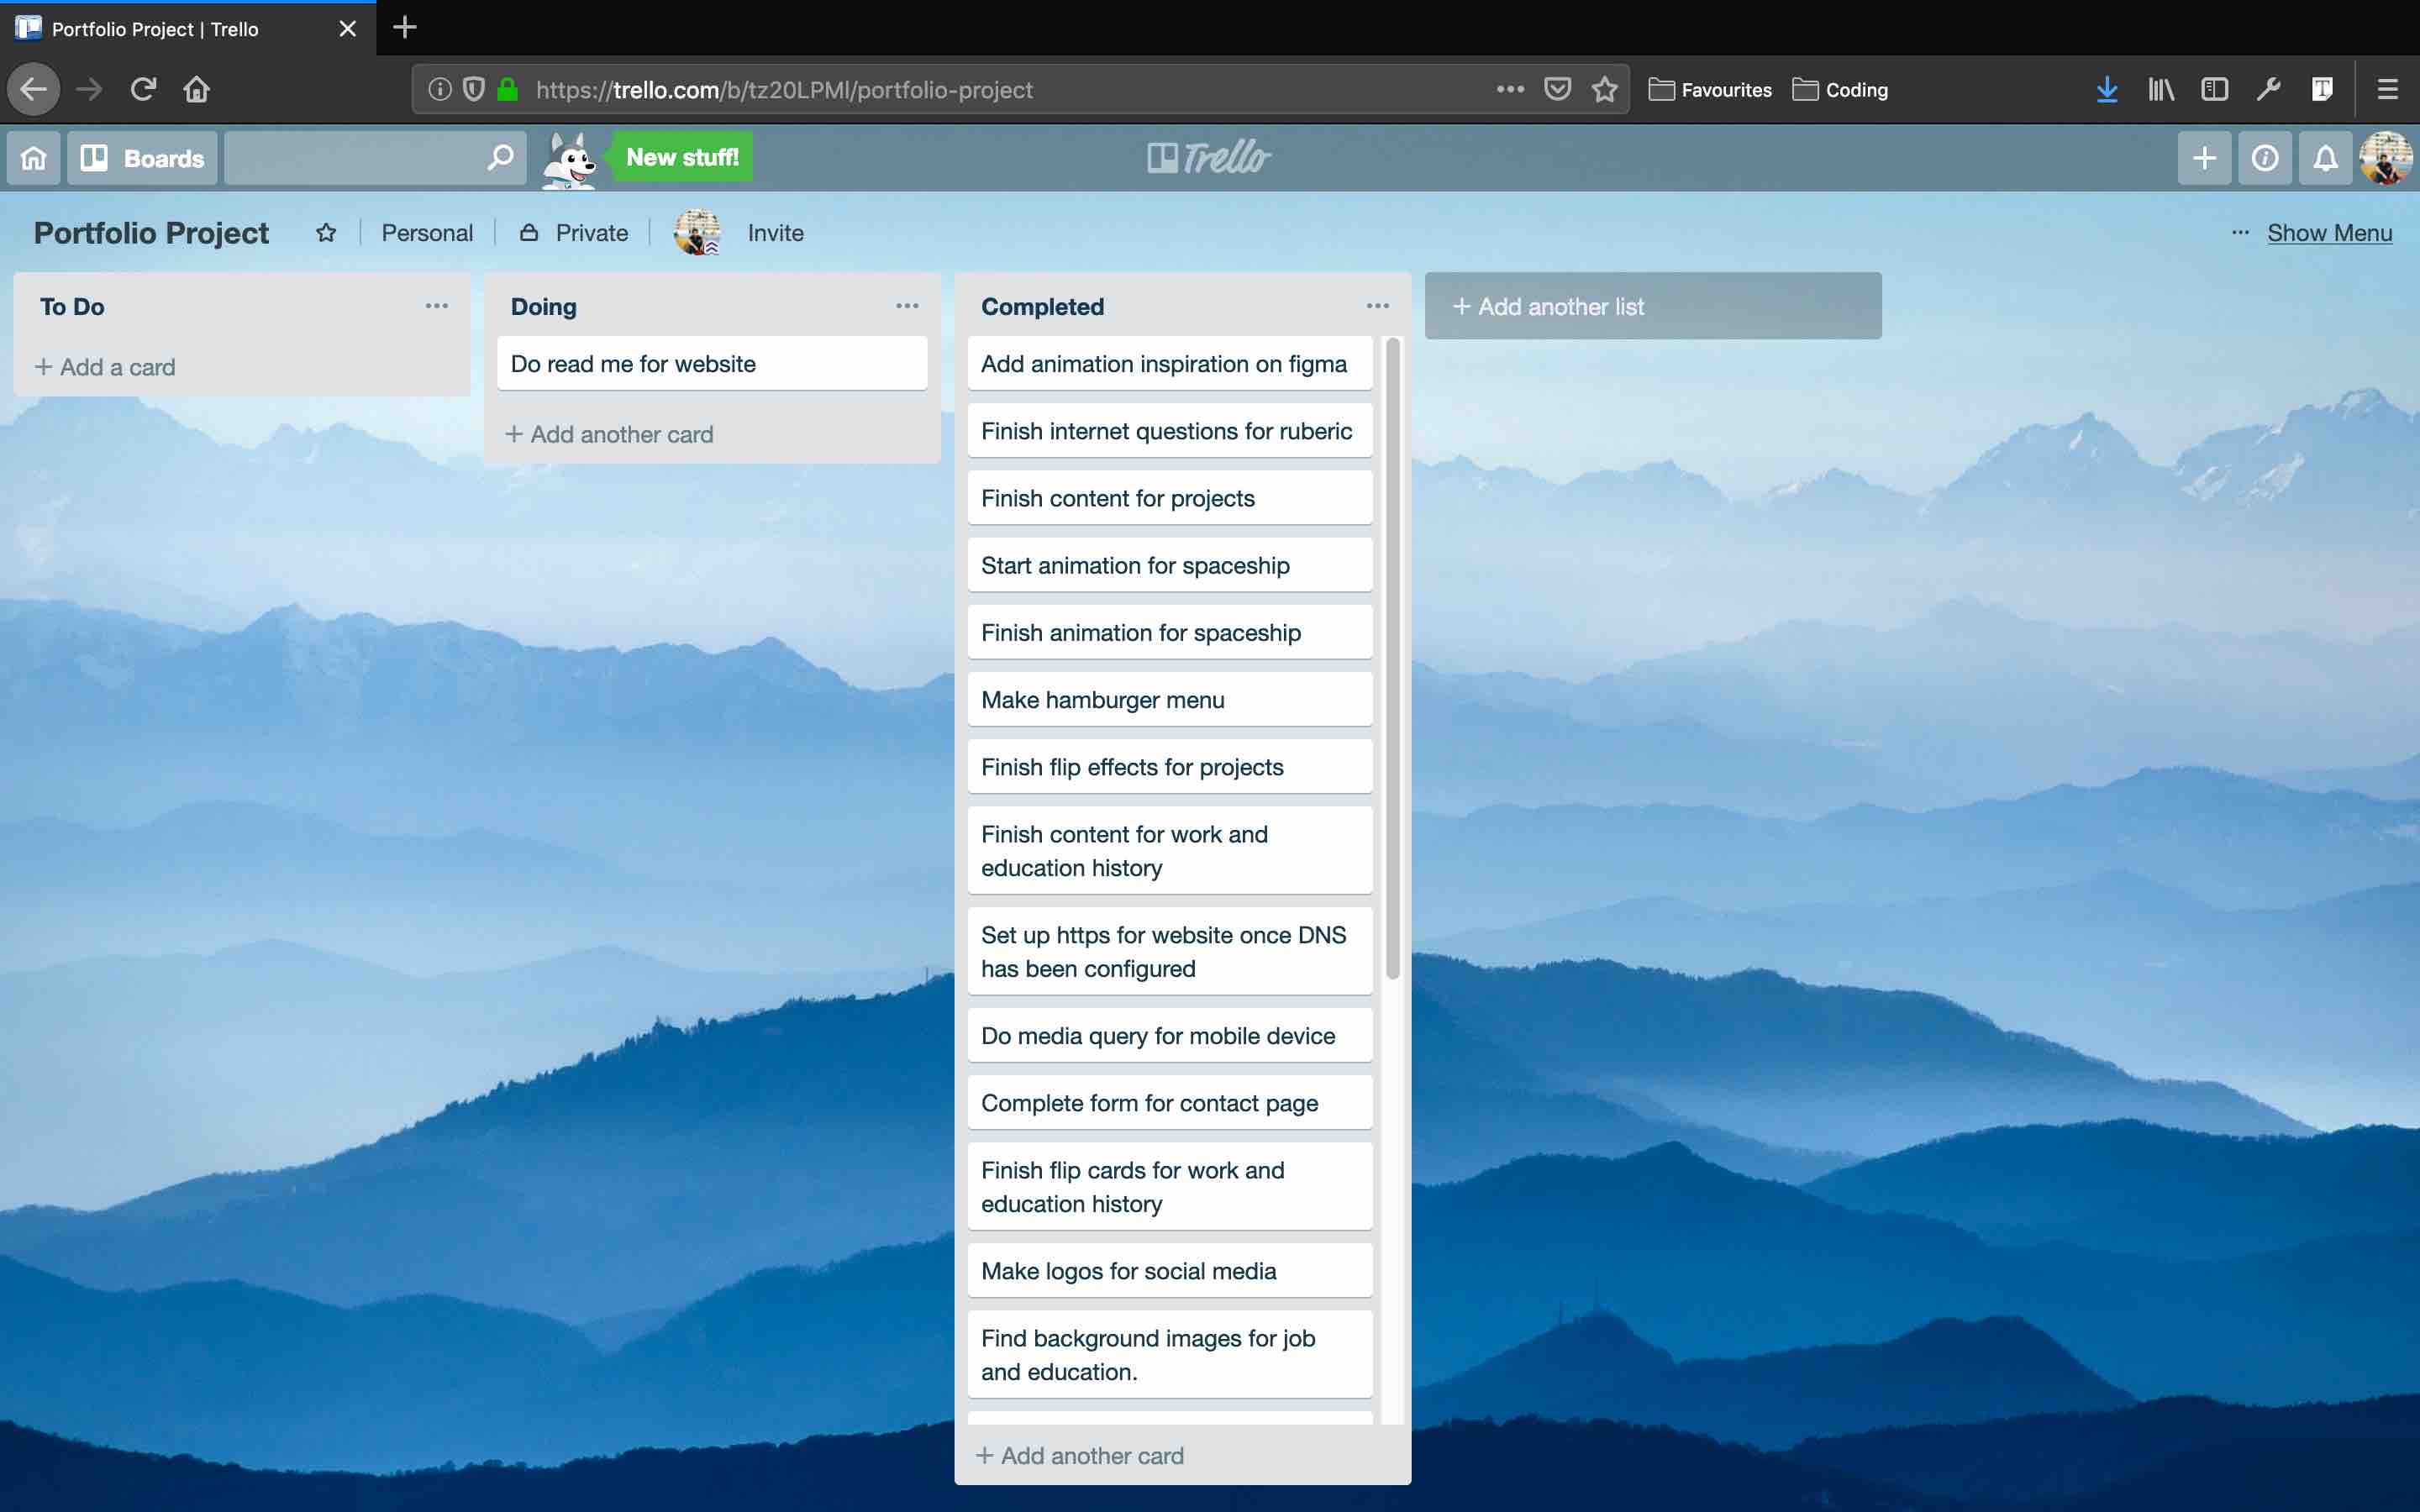 Portfolio Project | Trello
https://trello.com/b/tz20LPMl/portfolio-project
Favourites
Coding
Boards
New stuff!
Trello
Portfolio Project
Personal
Private
Invite
Show Menu
To Do
+ Add a card
Doing
Do read me for website
+ Add another card
Completed
Add animation inspiration on figma
Finish internet questions for ruberic
Finish content for projects
Start animation for spaceship
Finish animation for spaceship
Make hamburger menu
Finish flip effects for projects
Finish content for work and
education history
Set up https for website once DNS
has been configured
Do media query for mobile device
Complete form for contact page
Finish flip cards for work and
education history
Make logos for social media
Find background images for job
and education.
+ Add another card
+ Add another list